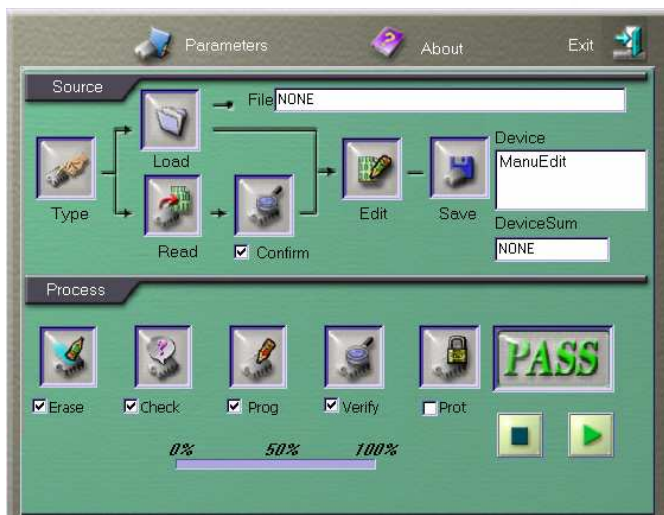 Parameters About Exit
Source
File NONE
Load
Device
ManuEdit
Type Edit Save
DeviceSum
Read Confirm NONE
Process
PASS
Erase Check Prog Verify Prot
0% 50% 100%